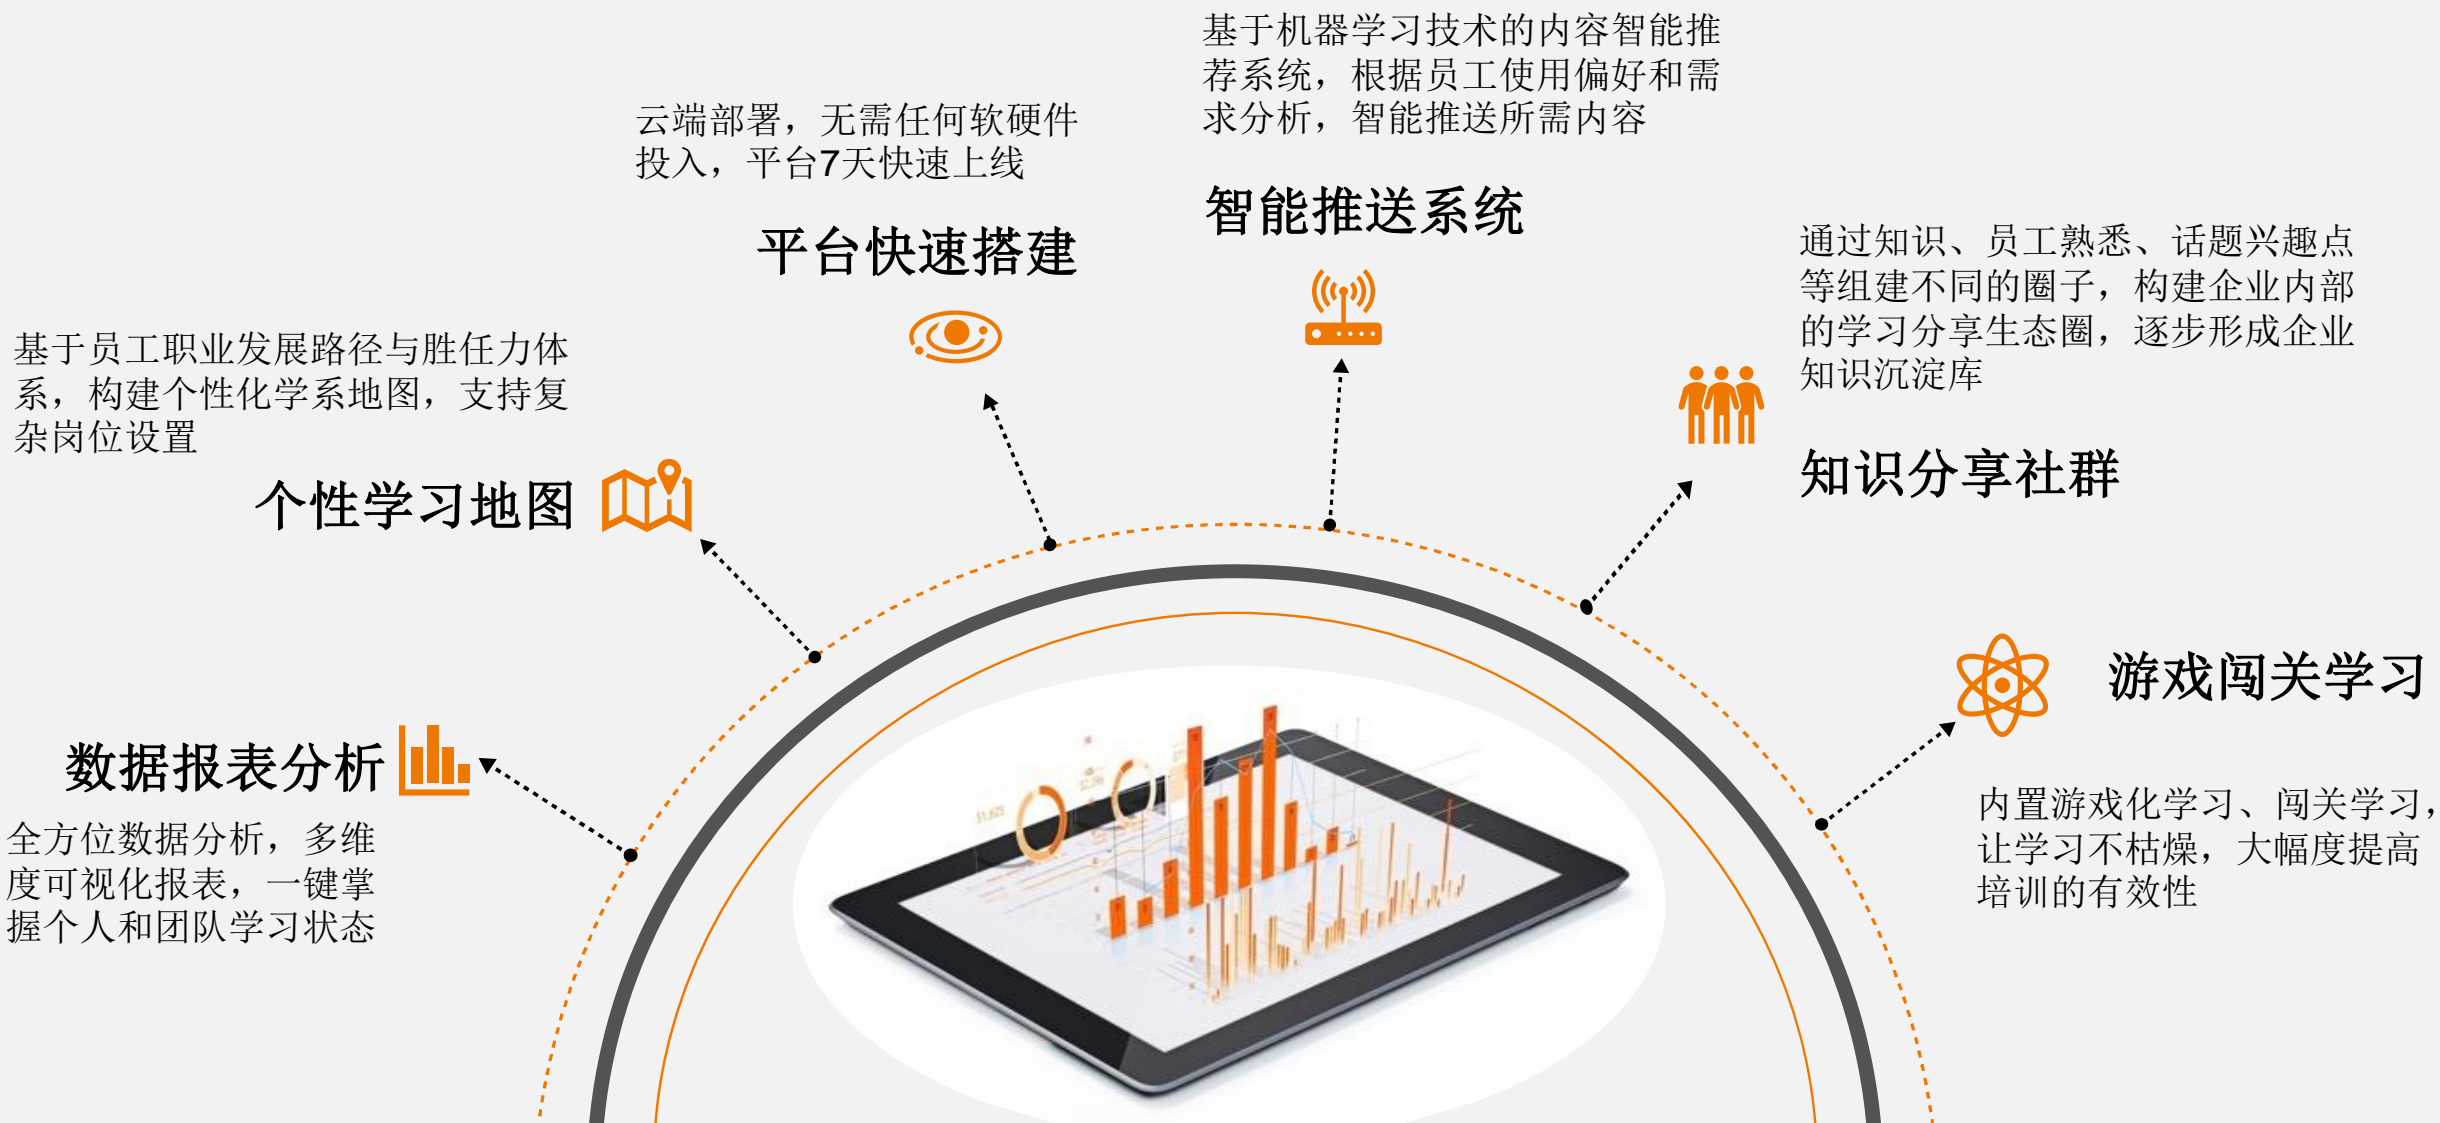 基于机器学习技术的内容智能推
荐系统，根据员工使用偏好和需
求分析，智能推送所需内容
智能推送系统
云端部署，无需任何软硬件
投入，平台7天快速上线
平台快速搭建
通过知识、员工熟悉、话题兴趣点
等组建不同的圈子，构建企业内部
的学习分享生态圈，逐步形成企业
知识沉淀库
知识分享社群
基于员工职业发展路径与胜任力体
系，构建个性化学系地图，支持复
杂岗位设置
个性学习地图
游戏闯关学习
内置游戏化学习、闯关学习，
让学习不枯燥，大幅度提高
培训的有效性
数据报表分析
全方位数据分析，多维
度可视化报表，一键掌
握个人和团队学习状态
$1,625